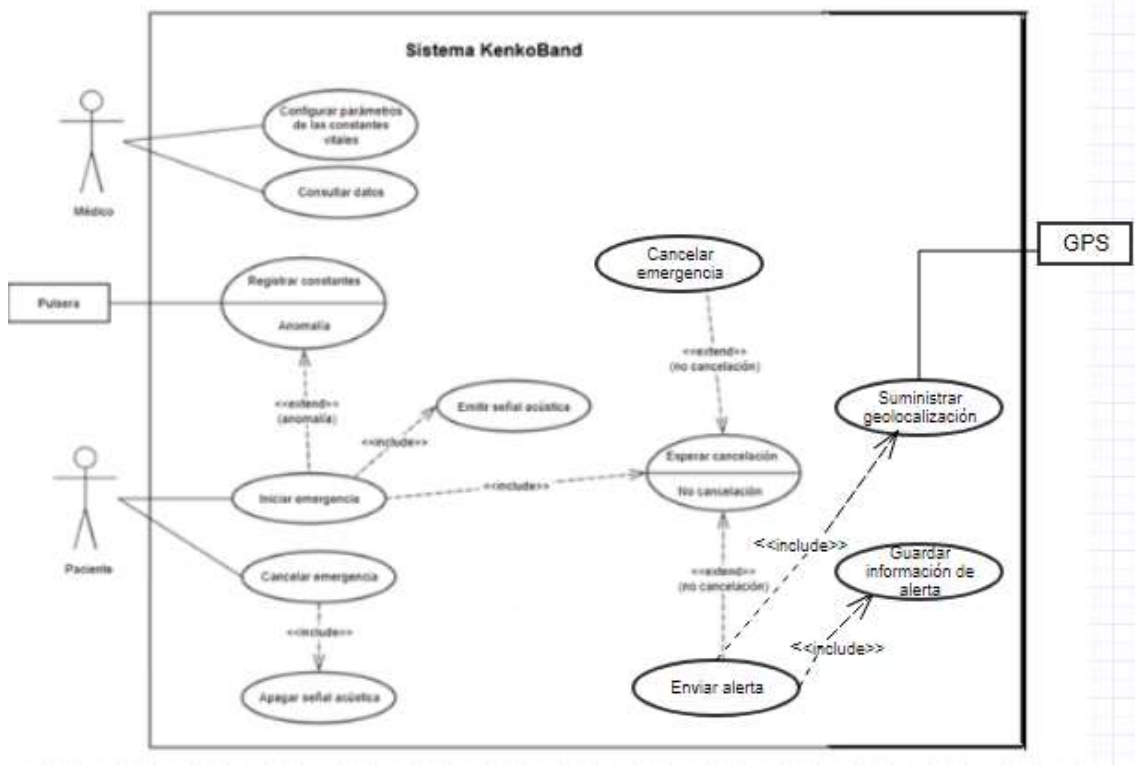 Sistema KenkoBand
Configurar parámetros
de las constantes
vitales
Médico
Consultar datos
GPS
Cancelar
emergencia
Registrar constantes
Pulsera
Anomalía
<<extend>>
(no cancelación)
<<extend>>
(anomalía)
Emitir señal acústica
Suministrar
geolocalización
<<include>>
Esperar cancelación
<<include>>
No cancelación
Iniciar emergencia
Paciente
Cancelar emergencia
<<include>>
Guardar
información de
alerta
<<extend>>
(no cancelación)
<<include>>
<<include>>
Enviar alerta
Apagar señal acústica